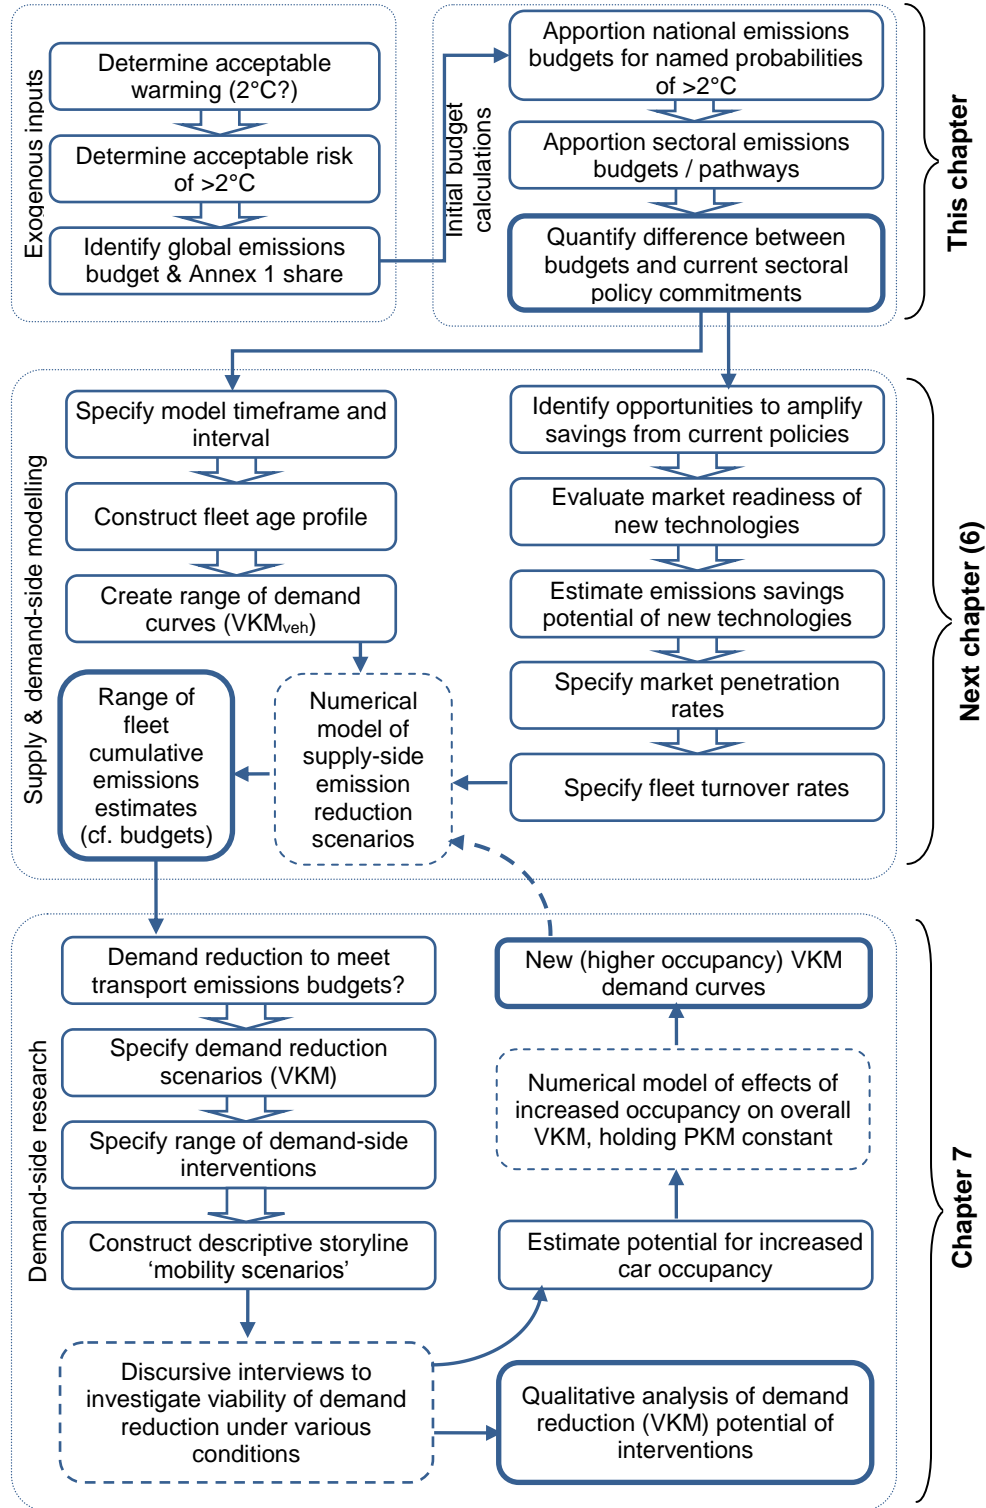 Exogenous inputs
Determine acceptable
warming (2°C?)
Determine acceptable risk
of >2°C
Identify global emissions
budget & Annex 1 share
Initial budget
calculations
Apportion national emissions
budgets for named probabilities
of >2°C
Apportion sectoral emissions
budgets / pathways
Quantify difference between
budgets and current sectoral
policy commitments
This chapter
Supply & demand-side modelling
Specify model timeframe and
interval
Construct fleet age profile
Create range of demand
curves (VKMveh)
Range of
fleet
cumulative
emissions
estimates
(cf. budgets)
Numerical
model of
supply-side
emission
reduction
scenarios
Identify opportunities to amplify
savings from current policies
Evaluate market readiness of
new technologies
Estimate emissions savings
potential of new technologies
Specify market penetration
rates
Specify fleet turnover rates
Next chapter (6)
Demand-side research
Demand reduction to meet
transport emissions budgets?
Specify demand reduction
scenarios (VKM)
Specify range of demand-side
interventions
Construct descriptive storyline
‘mobility scenarios’
Discursive interviews to
investigate viability of demand
reduction under various
conditions
New (higher occupancy) VKM
demand curves
Numerical model of effects of
increased occupancy on overall
VKM, holding PKM constant
Estimate potential for increased
car occupancy
Qualitative analysis of demand
reduction (VKM) potential of
interventions
Chapter 7